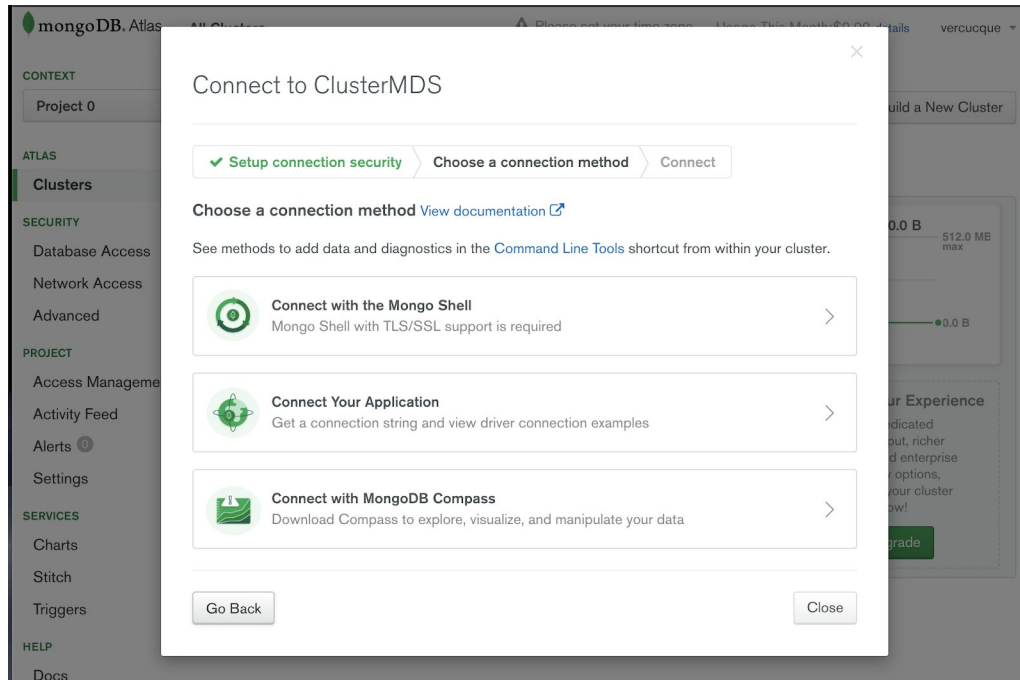 mongoDB. Atlas
All Clusters
Please set your time zone
Usage This Month:$0.00 details
vercucque
CONTEXT
Project 0
ATLAS
Clusters
SECURITY
Database Access
Network Access
Advanced
PROJECT
Access Manageme
Activity Feed
Alerts 0
Settings
SERVICES
Charts
Stitch
Triggers
HELP
Docs
Connect to ClusterMDS
Setup connection security
Choose a connection method
Connect
Choose a connection method View documentation
See methods to add data and diagnostics in the Command Line Tools shortcut from within your cluster.
Connect with the Mongo Shell
Mongo Shell with TLS/SSL support is required
Connect Your Application
Get a connection string and view driver connection examples
Connect with MongoDB Compass
Download Compass to explore, visualize, and manipulate your data
Go Back
Close
uild a New Cluster
0.0 B
512.0 MB
max
0.0 B
ur Experience
edicated
out, richer
d enterprise
y options,
your cluster
ow!
grade